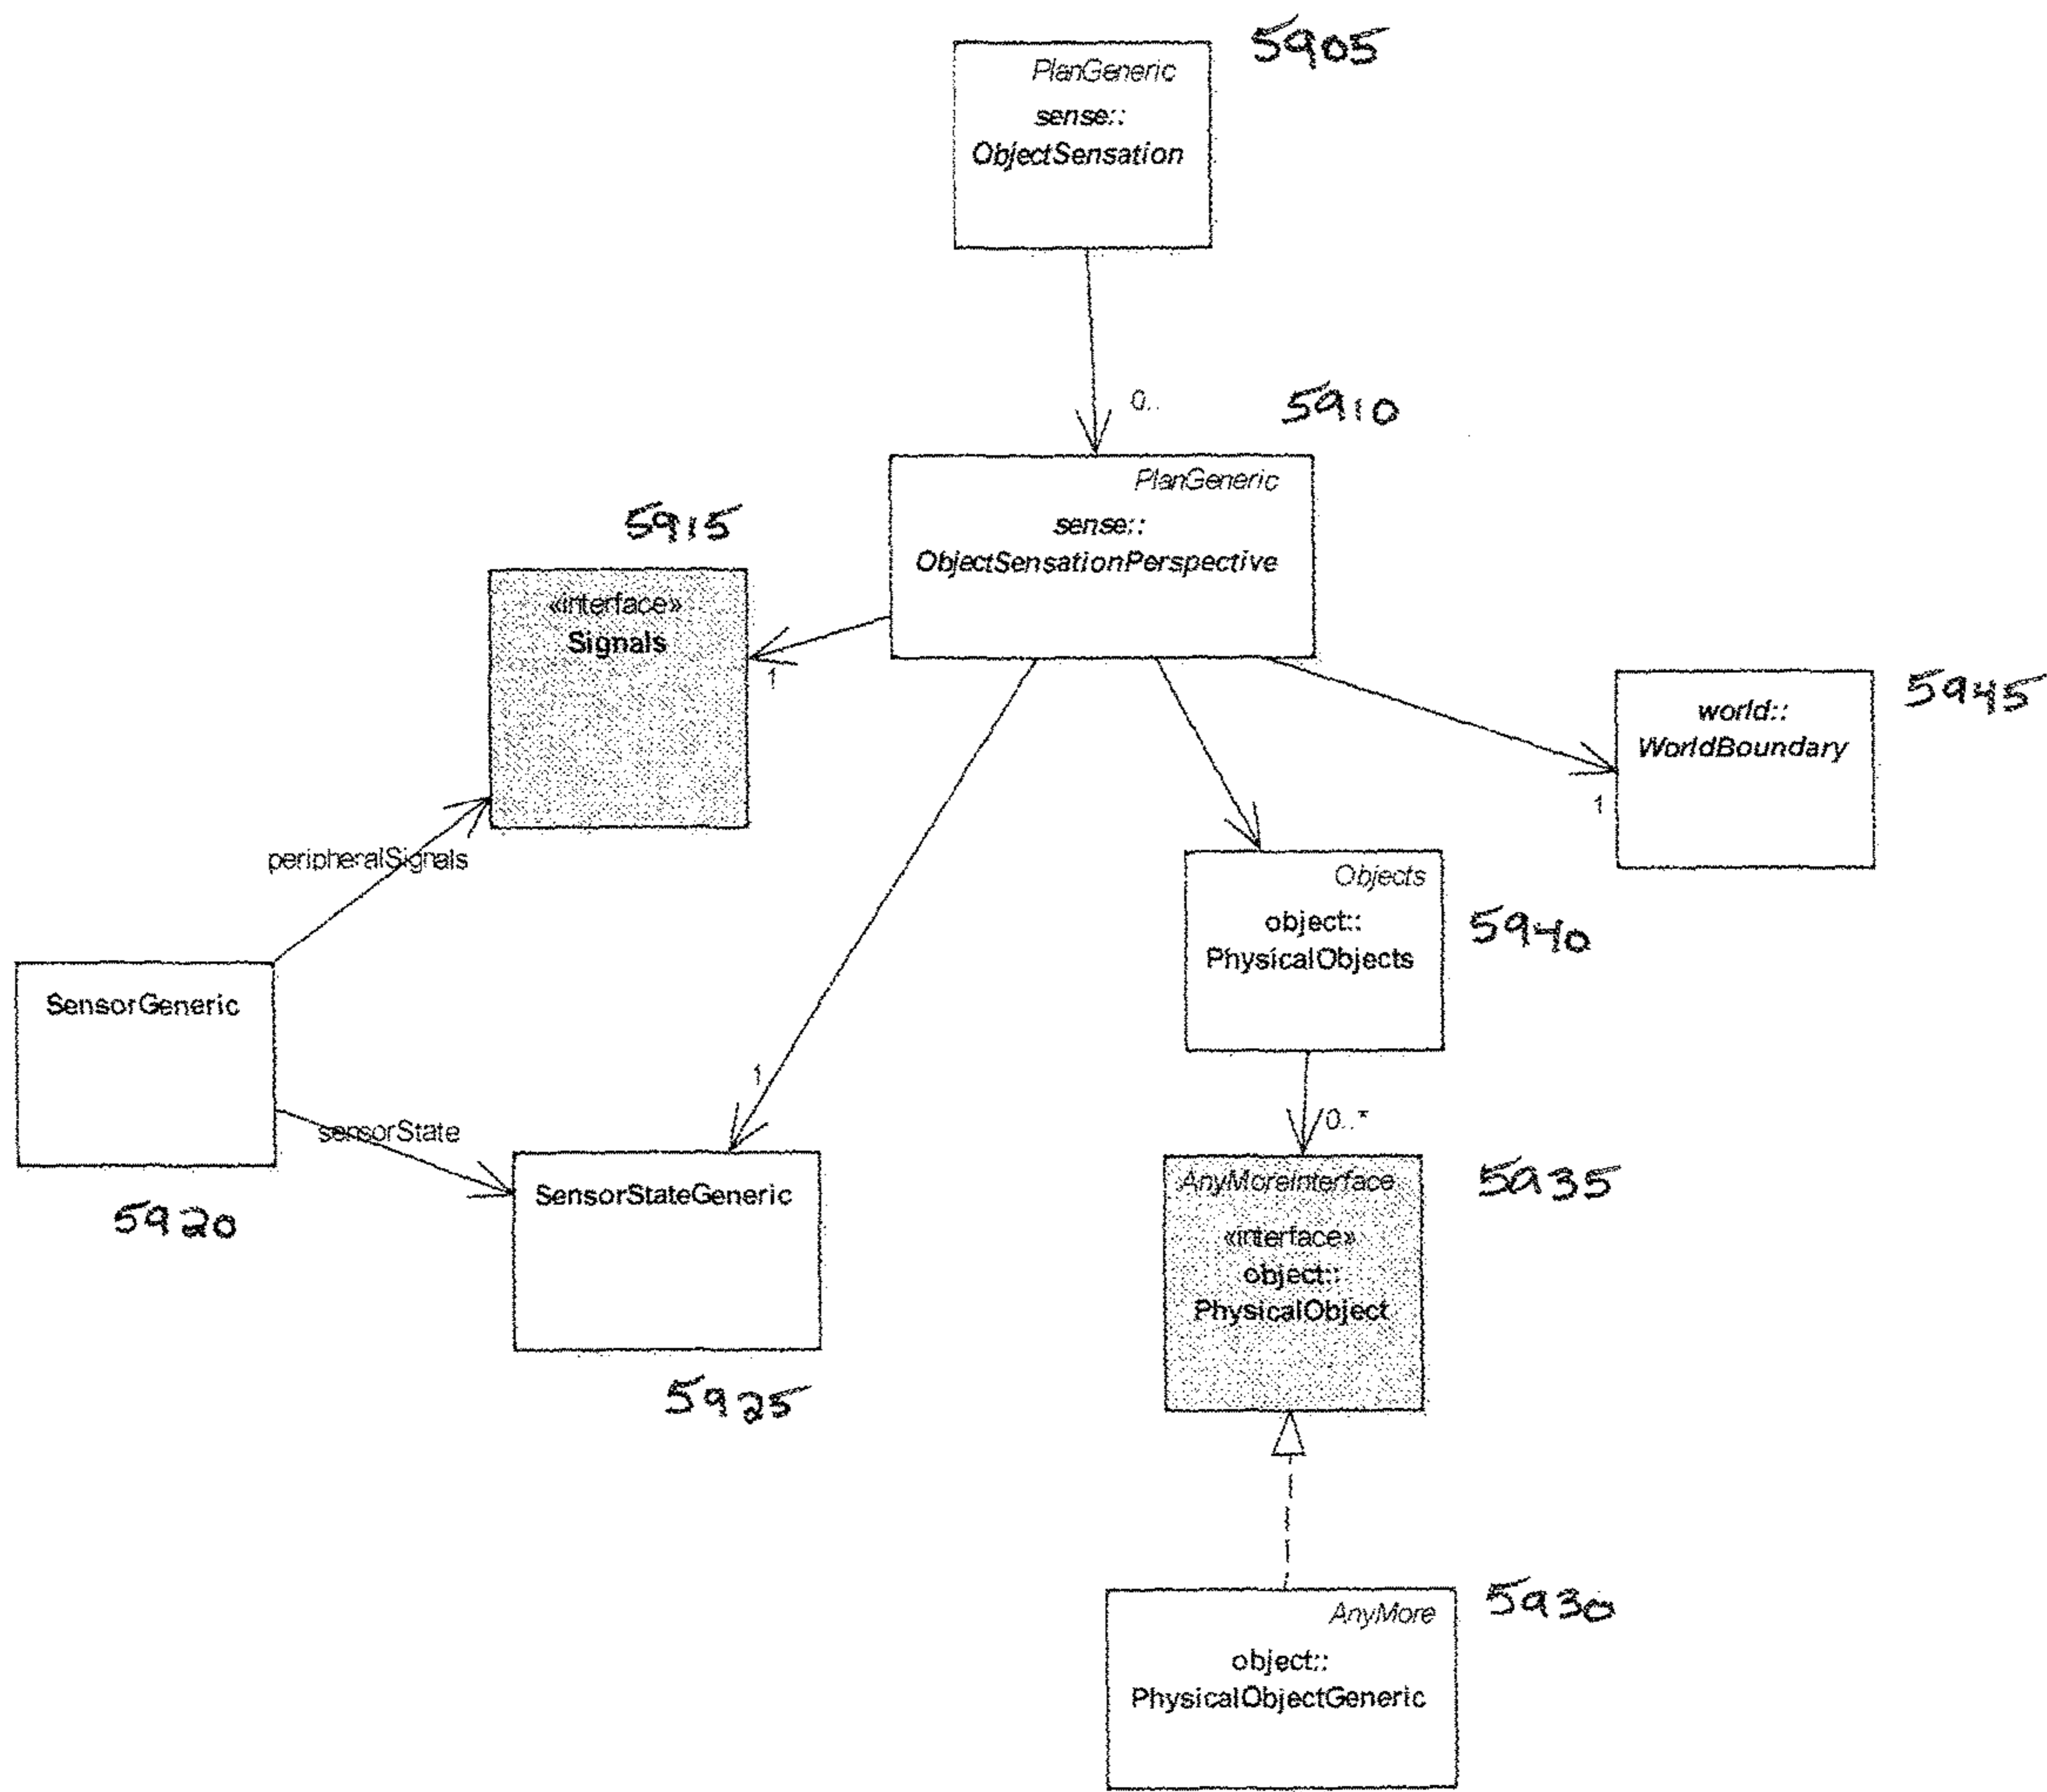 5905
PlanGeneric
sense::
ObjectSensation
0..
5910
PlanGeneric
sense::
ObjectSensationPerspective
5915
«interface»
Signals
1
5945
world::
WorldBoundary
1
peripheralSignals
Objects
object::
PhysicalObjects
5940
SensorGeneric
5920
sensorState
1
SensorStateGeneric
5925
0..*
AnyMoreInterface
«interface»
object::
PhysicalObject
5935
AnyMore
object::
PhysicalObjectGeneric
5930